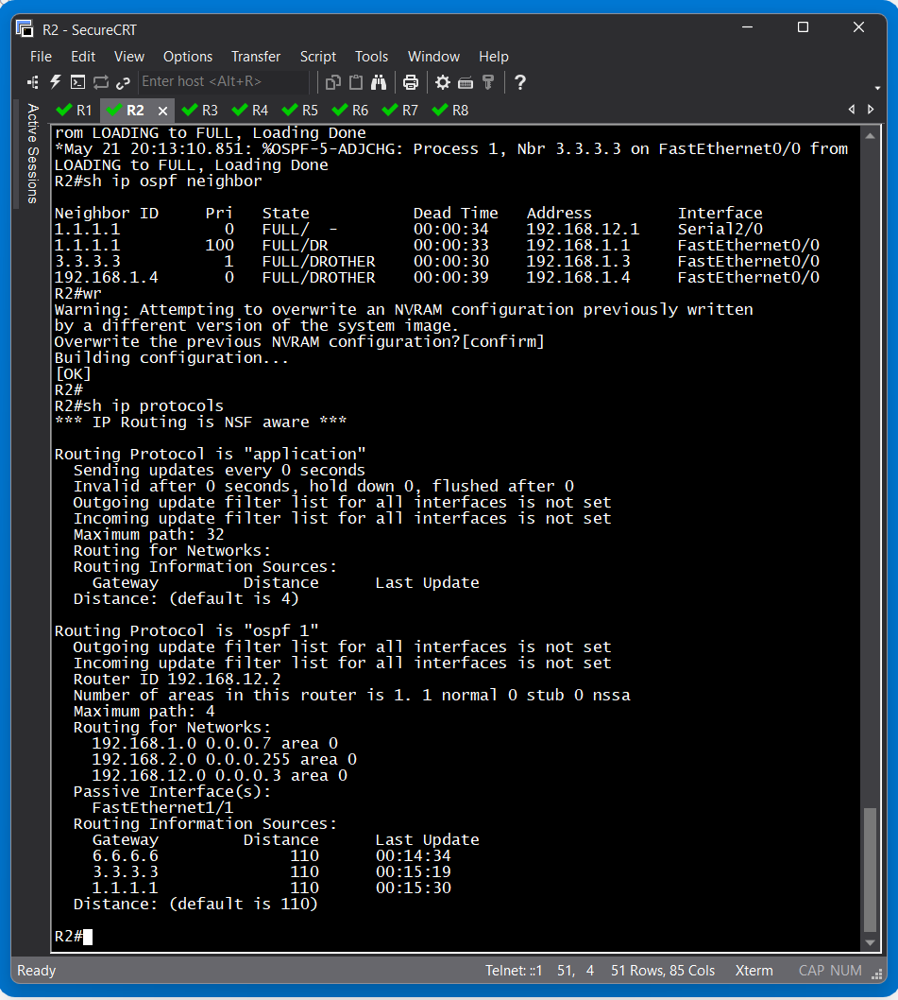 R2 - SecureCRT
File Edit View Options Transfer Script Tools Window Help
Enter host <Alt+R>
Active Sessions
R1 R2 R3 R4 R5 R6 R7 R8
rom LOADING to FULL, Loading Done
*May 21 20:13:10.851: %OSPF-5-ADJCHG: Process 1, Nbr 3.3.3.3 on FastEthernet0/0 from
LOADING to FULL, Loading Done
R2#sh ip ospf neighbor

Neighbor ID     Pri   State           Dead Time   Address         Interface
1.1.1.1           0   FULL/  -        00:00:34    192.168.12.1    Serial2/0
1.1.1.1         100   FULL/DR         00:00:33    192.168.1.1     FastEthernet0/0
3.3.3.3           1   FULL/DROTHER    00:00:30    192.168.1.3     FastEthernet0/0
192.168.1.4       0   FULL/DROTHER    00:00:39    192.168.1.4     FastEthernet0/0
R2#wr
Warning: Attempting to overwrite an NVRAM configuration previously written
by a different version of the system image.
Overwrite the previous NVRAM configuration?[confirm]
Building configuration...
[OK]
R2#
R2#sh ip protocols
*** IP Routing is NSF aware ***

Routing Protocol is "application"
  Sending updates every 0 seconds
  Invalid after 0 seconds, hold down 0, flushed after 0
  Outgoing update filter list for all interfaces is not set
  Incoming update filter list for all interfaces is not set
  Maximum path: 32
  Routing for Networks:
  Routing Information Sources:
    Gateway         Distance      Last Update
  Distance: (default is 4)

Routing Protocol is "ospf 1"
  Outgoing update filter list for all interfaces is not set
  Incoming update filter list for all interfaces is not set
  Router ID 192.168.12.2
  Number of areas in this router is 1. 1 normal 0 stub 0 nssa
  Maximum path: 4
  Routing for Networks:
    192.168.1.0 0.0.0.7 area 0
    192.168.2.0 0.0.0.255 area 0
    192.168.12.0 0.0.0.3 area 0
  Passive Interface(s):
    FastEthernet1/1
  Routing Information Sources:
    Gateway         Distance      Last Update
    6.6.6.6              110      00:14:34
    3.3.3.3              110      00:15:19
    1.1.1.1              110      00:15:30
  Distance: (default is 110)

R2#
Ready Telnet: ::1 51, 4 51 Rows, 85 Cols Xterm CAP NUM